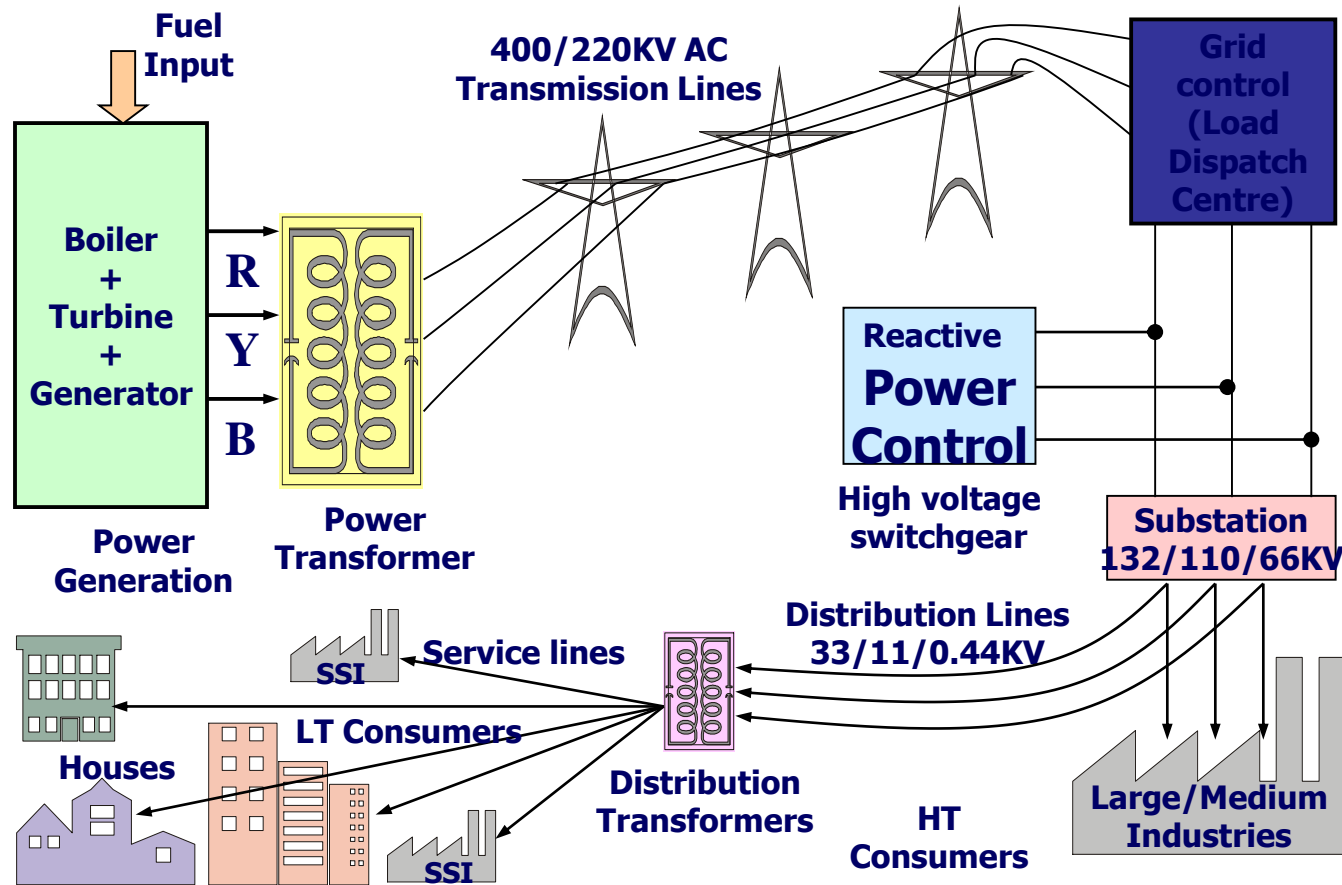 Fuel
Input
400/220KV AC
Transmission Lines
Grid
control
(Load
Dispatch
Centre)
Boiler
+
Turbine
+
Generator
R
Y
B
Reactive
Power
Control
High voltage
switchgear
Power
Generation
Power
Transformer
Substation
132/110/66KV
Distribution Lines
33/11/0.44KV
Service lines
SSI
LT Consumers
Houses
Distribution
Transformers
HT
Consumers
Large/Medium
Industries
SSI